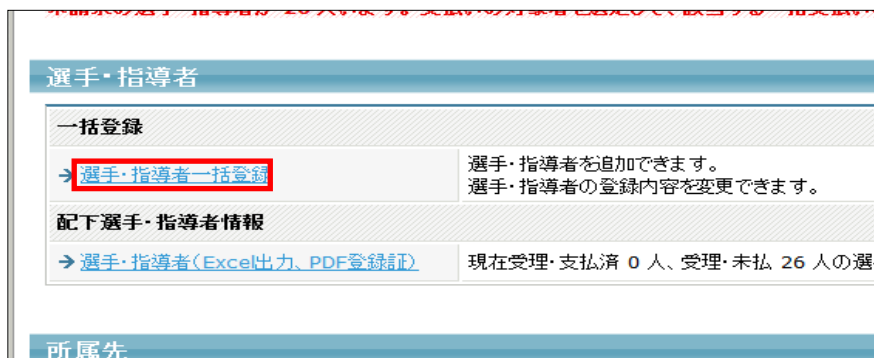 選手・指導者
一括登録
→ 選手・指導者一括登録
選手・指導者を追加できます。
選手・指導者の登録内容を変更できます。
配下選手・指導者情報
→ 選手・指導者（Excel出力、PDF登録証）
現在受理・支払済 0 人、受理・未払 26 人の選
所属先